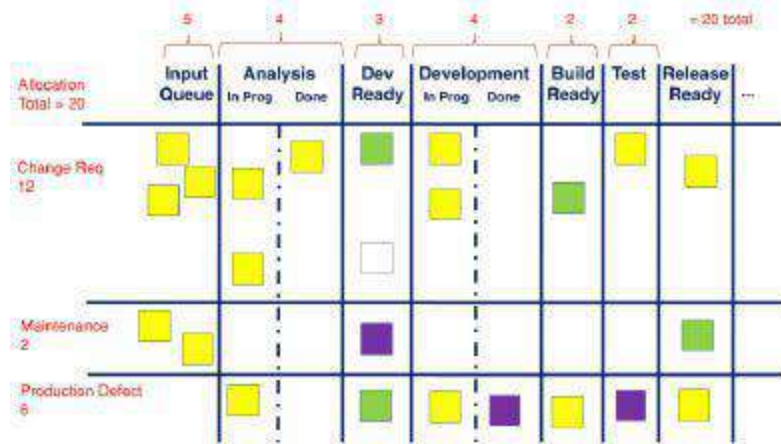 5 4 3 4 2 2 = 20 total
Input Queue Analysis Dev Ready Development Build Ready Test Release Ready ...
In Prog Done In Prog Done
Allocation
Total = 20
Change Req
12
Maintenance
2
Production Defect
6